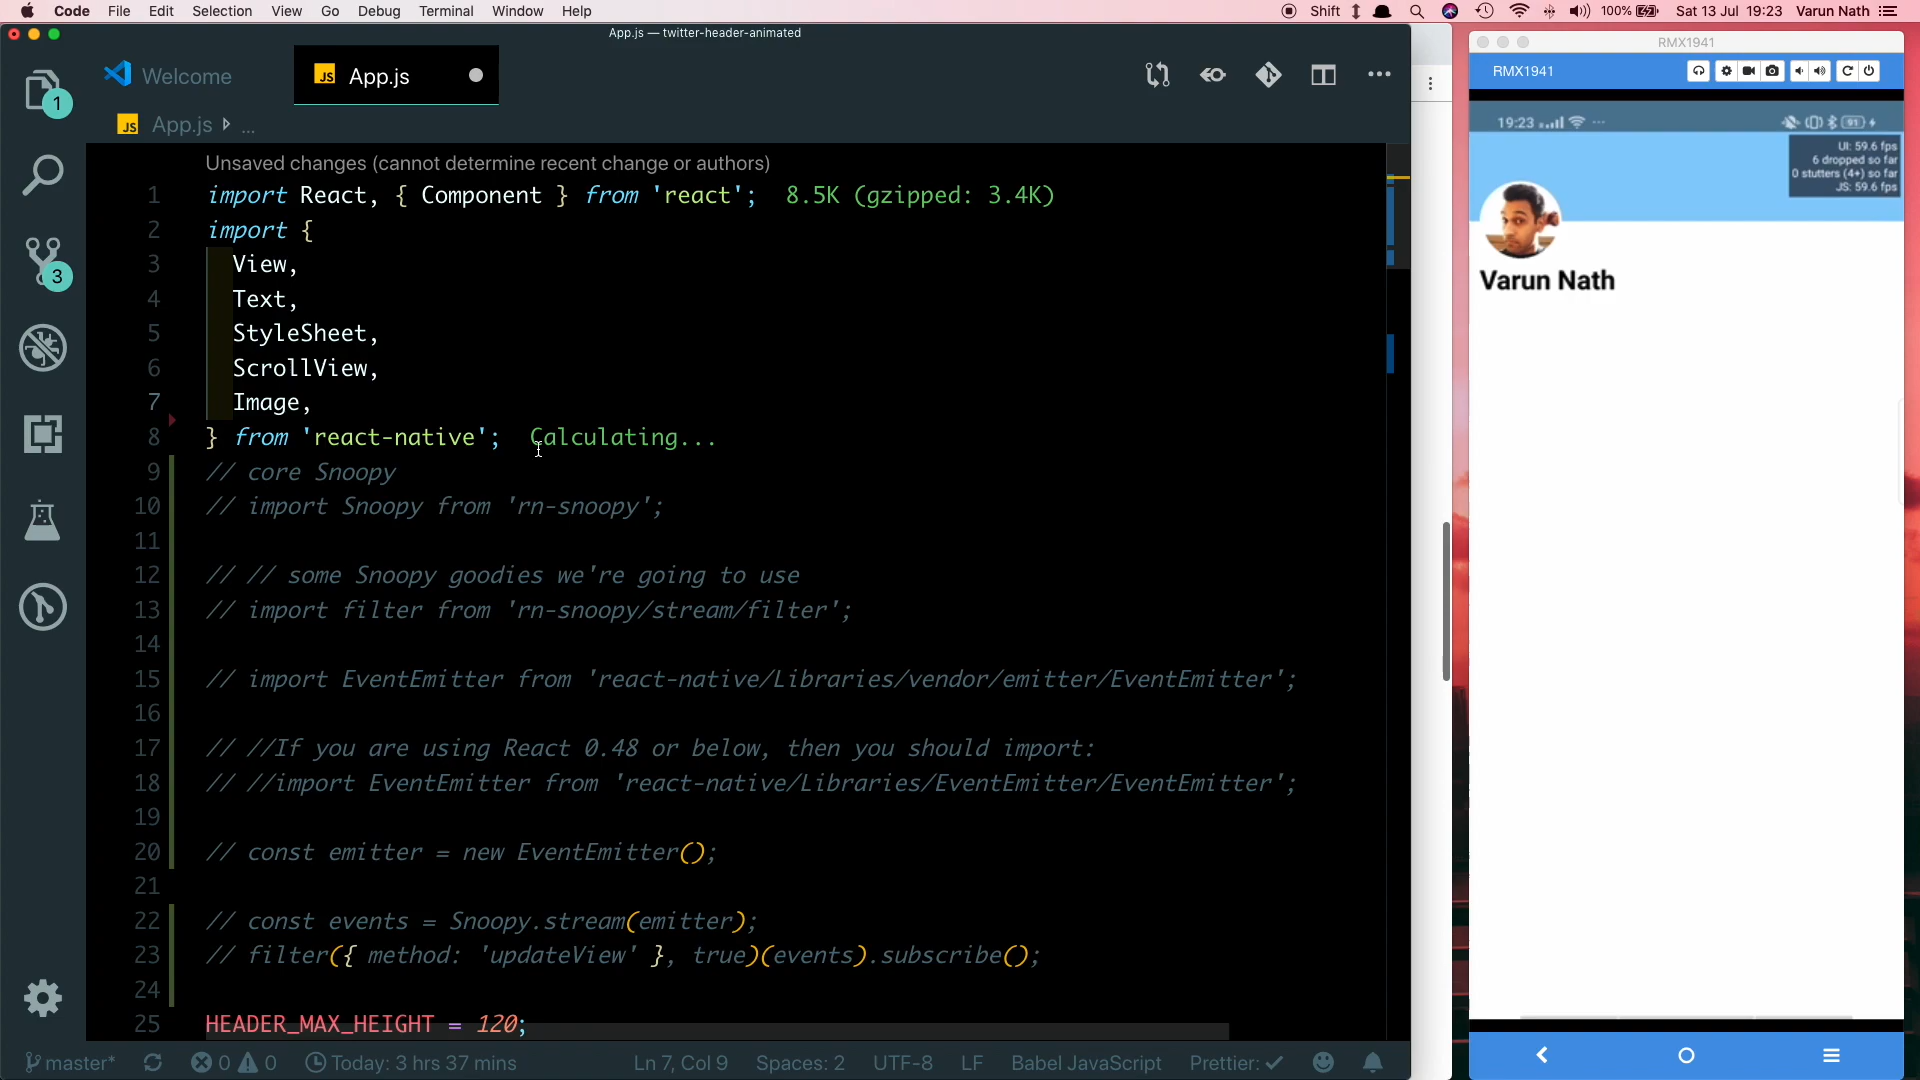 Code File Edit Selection View Go Debug Terminal Window Help
Shift 100% Sat 13 Jul 19:23 Varun Nath
App.js — twitter-header-animated
Welcome
JS App.js
JS App.js ...
1
3
Unsaved changes (cannot determine recent change or authors)
1 import React, { Component } from 'react'; 8.5K (gzipped: 3.4K)
2 import {
3 View,
4 Text,
5 StyleSheet,
6 ScrollView,
7 Image,
8 } from 'react-native'; Calculating...
9 // core Snoopy
10 // import Snoopy from 'rn-snoopy';
11
12 // // some Snoopy goodies we're going to use
13 // import filter from 'rn-snoopy/stream/filter';
14
15 // import EventEmitter from 'react-native/Libraries/vendor/emitter/EventEmitter';
16
17 // //If you are using React 0.48 or below, then you should import:
18 // //import EventEmitter from 'react-native/Libraries/EventEmitter/EventEmitter';
19
20 // const emitter = new EventEmitter();
21
22 // const events = Snoopy.stream(emitter);
23 // filter({ method: 'updateView' }, true)(events).subscribe();
24
25 HEADER_MAX_HEIGHT = 120;
master* 0 0 Today: 3 hrs 37 mins Ln 7, Col 9 Spaces: 2 UTF-8 LF Babel JavaScript Prettier: ✓
RMX1941
RMX1941
19:23 ... 91
UI: 59.6 fps
6 dropped so far
0 stutters (4+) so far
JS: 59.6 fps
Varun Nath